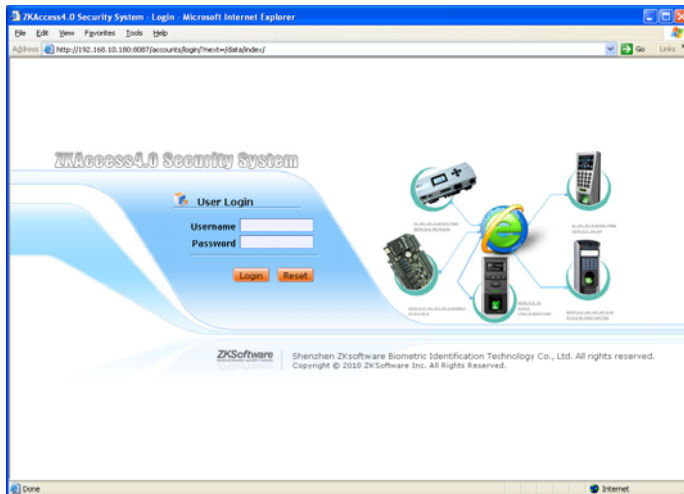 ZKAccess4.0 Security System - Login - Microsoft Internet Explorer
File Edit View Favorites Tools Help
Address http://192.168.10.180:8087/accounts/login/?next=/data/index/ Go Links
ZKAccess4.0 Security System
User Login
Username
Password
Login Reset
ZKSoftware
Shenzhen ZKsoftware Biometric Identification Technology Co., Ltd. All rights reserved.
Copyright © 2010 ZKSoftware Inc. All Rights Reserved.
Done Internet